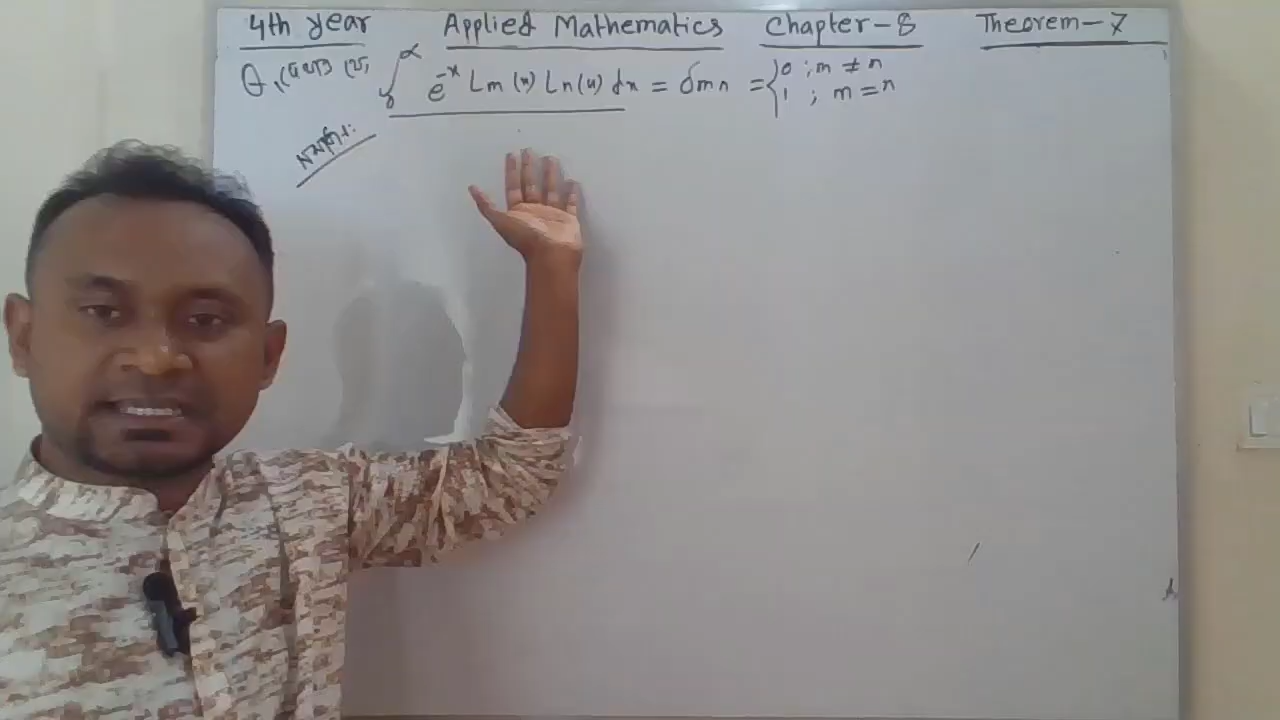 4th year Applied Mathematics Chapter-8 Theorem-7
∫₀^∝ e^-x Lm(x) Ln(x) dx = δmn = { 0 ; m ≠ n
1 ; m = n